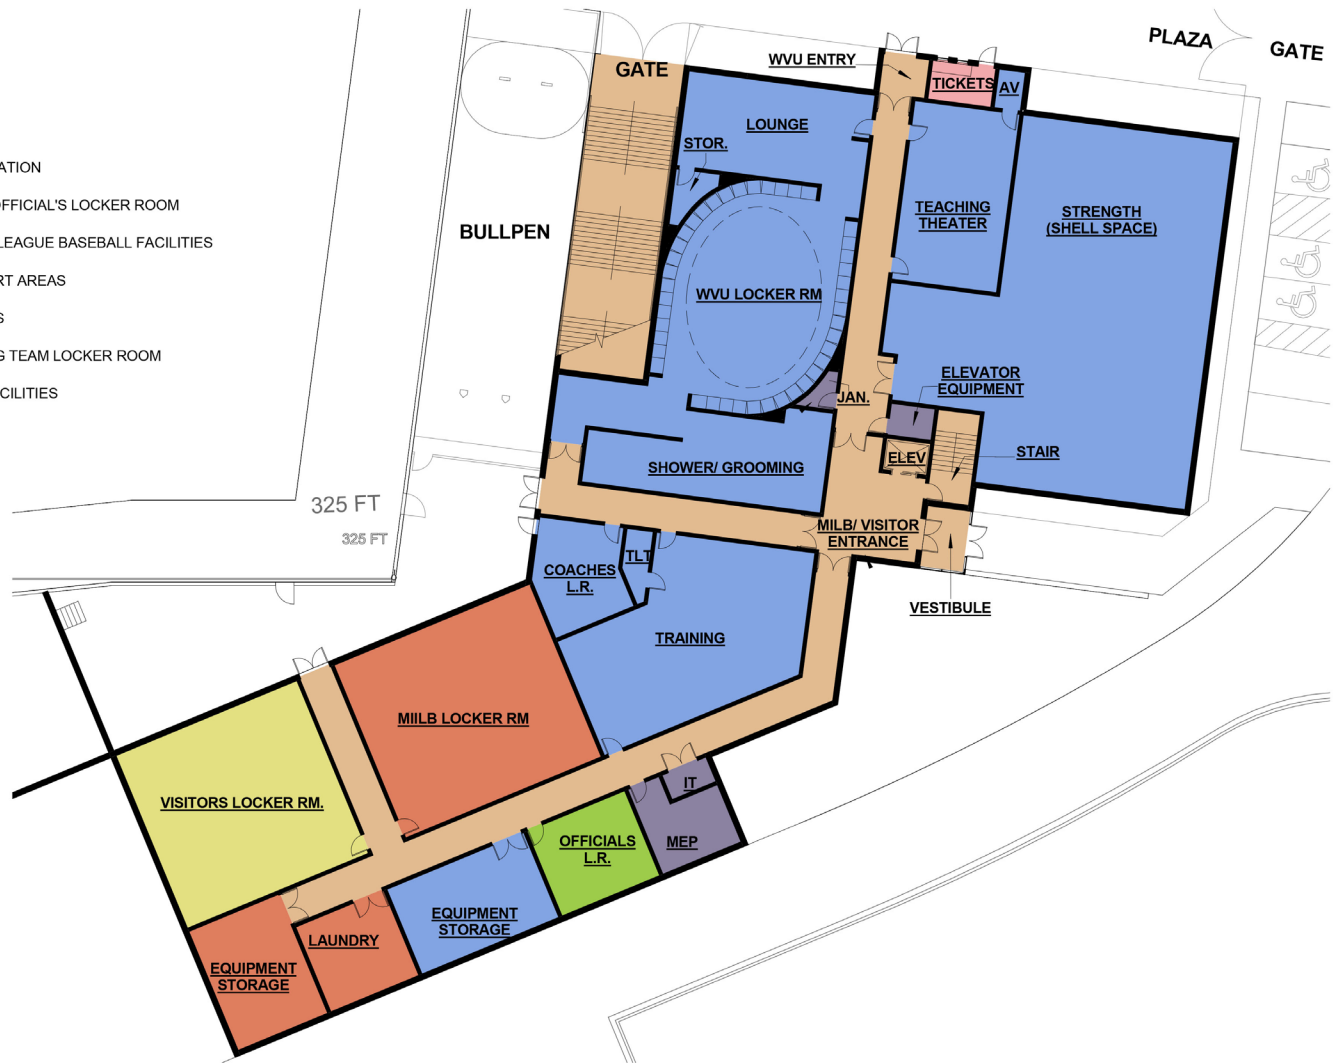 PLAZA
GATE
WVU ENTRY
GATE
TICKETS
AV
LOUNGE
STOR.
ATION
OFFICIAL'S LOCKER ROOM
LEAGUE BASEBALL FACILITIES
RT AREAS
S
G TEAM LOCKER ROOM
CILITIES
BULLPEN
TEACHING
THEATER
STRENGTH
(SHELL SPACE)
WVU LOCKER RM
ELEVATOR
EQUIPMENT
JAN.
ELEV
STAIR
SHOWER/ GROOMING
325 FT
325 FT
MILB/ VISITOR
ENTRANCE
TLT
COACHES
L.R.
VESTIBULE
TRAINING
MIILB LOCKER RM
VISITORS LOCKER RM.
IT
OFFICIALS
L.R.
MEP
EQUIPMENT
STORAGE
LAUNDRY
EQUIPMENT
STORAGE